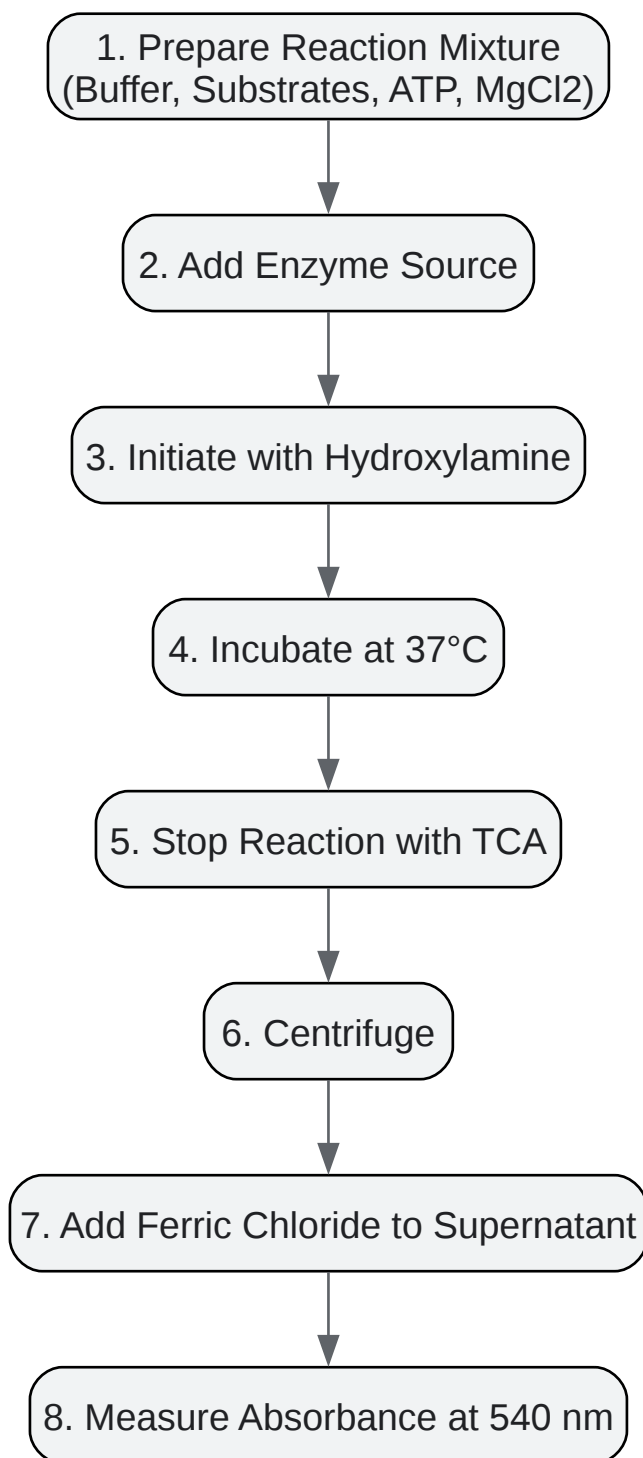 1. Prepare Reaction Mixture
(Buffer, Substrates, ATP, MgCl2)
2. Add Enzyme Source
3. Initiate with Hydroxylamine
4. Incubate at 37°C
5. Stop Reaction with TCA
6. Centrifuge
7. Add Ferric Chloride to Supernatant
8. Measure Absorbance at 540 nm